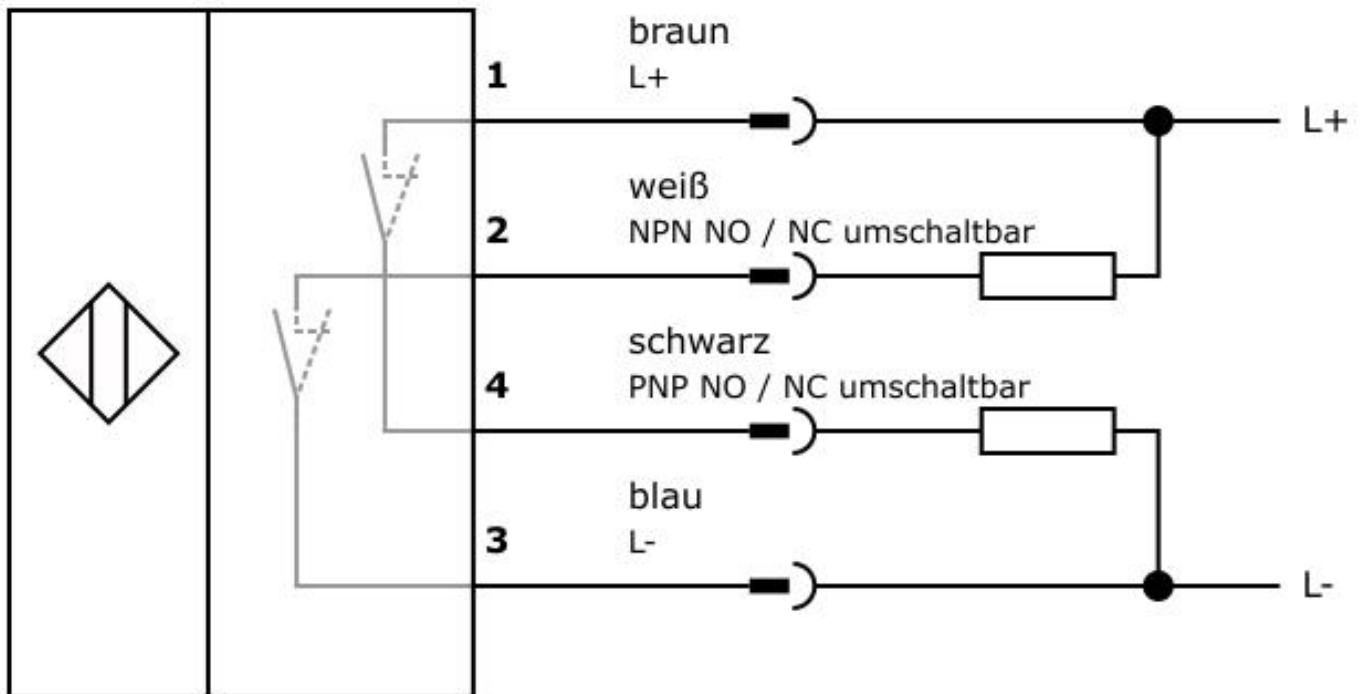 braun
1
L+
L+
weiß
2
NPN NO / NC umschaltbar
schwarz
4
PNP NO / NC umschaltbar
blau
3
L-
L-